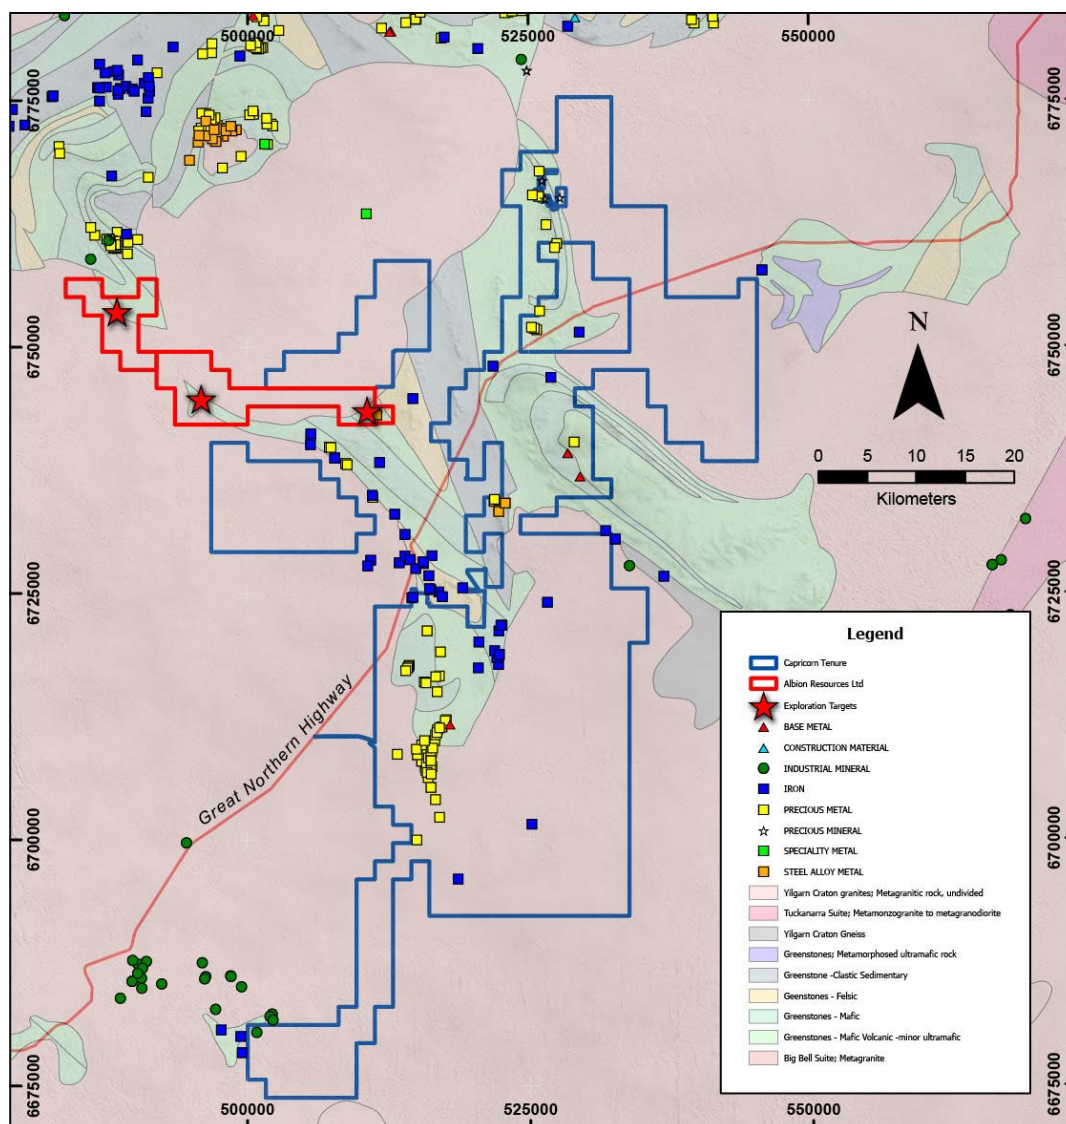 500000
525000
550000
6775000
6775000
6750000
6750000
N
0 5 10 15 20
Kilometers
6725000
6725000
Great Northern Highway
6700000
6700000
6675000
6675000
Legend
Capricorn Tenure
Albion Resources Ltd
Exploration Targets
BASE METAL
CONSTRUCTION MATERIAL
INDUSTRIAL MINERAL
IRON
PRECIOUS METAL
PRECIOUS MINERAL
SPECIALITY METAL
STEEL ALLOY METAL
Yilgarn Craton granites; Metagranitic rock, undivided
Tuckanarra Suite; Metamonzogranite to metagranodiorite
Yilgarn Craton Gneiss
Greenstones; Metamorphosed ultramafic rock
Greenstone -Clastic Sedimentary
Geenstones - Felsic
Greenstones - Mafic
Greenstones - Mafic Volcanic -minor ultramafic
Big Bell Suite; Metagranite
500000
525000
550000